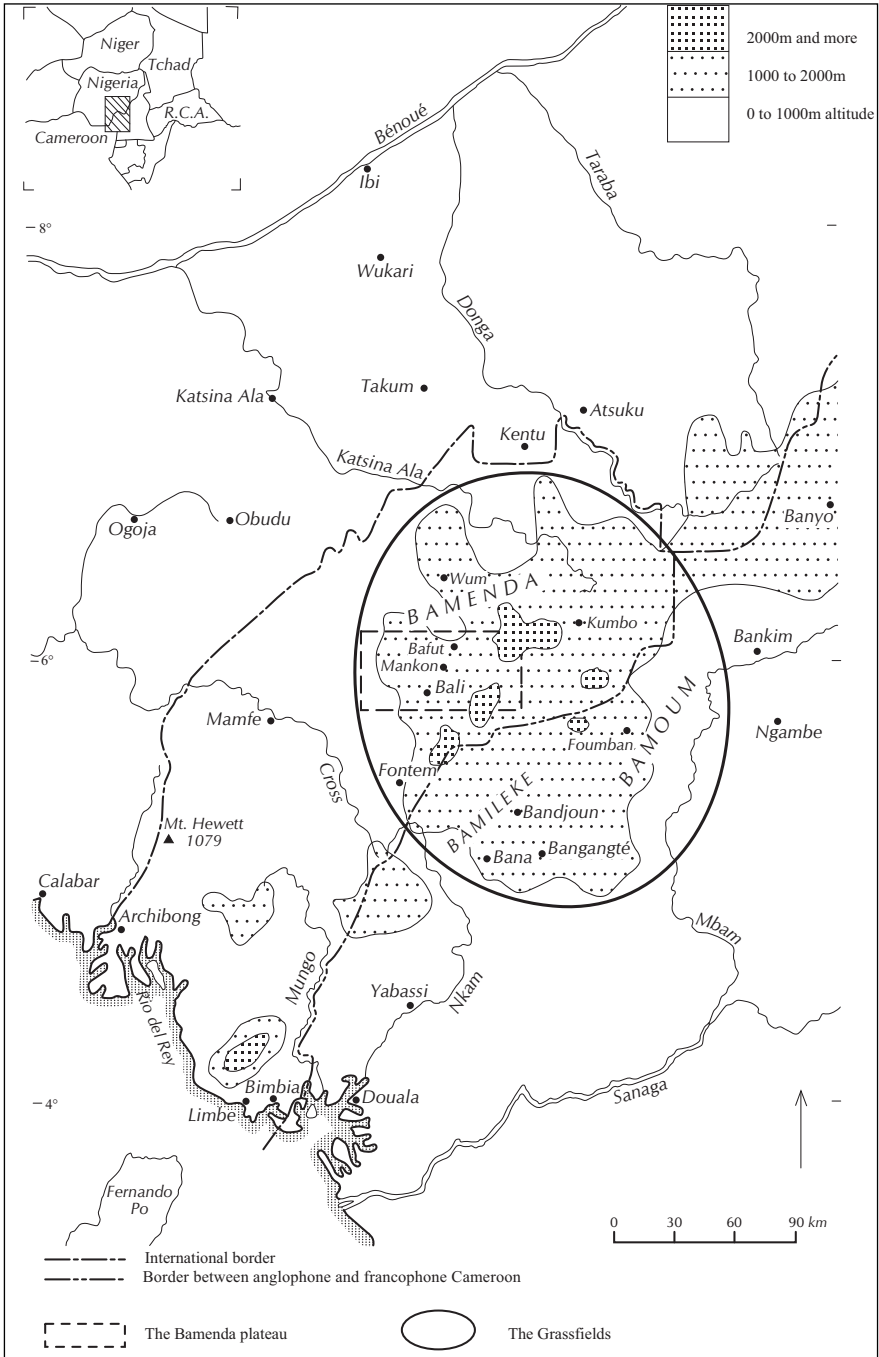 Niger
Tchad
Nigeria
R.C.A.
Cameroon
2000m and more
1000 to 2000m
0 to 1000m altitude
Bénoué
Ibi
Taraba
8°
Wukari
Donga
Katsina Ala
Takum
Atsuku
Kentu
Katsina Ala
Ogoja
Obudu
Banyo
Wum
BAMENDA
Kumbo
Bafut
Bankim
6°
Mankon
Bali
BAMOUM
Mamfe
Foumban
Ngambe
Cross
Fontem
BAMILEKE
Bandjoun
Mt. Hewett
1079
Bana
Bangangté
Calabar
Archibong
Mbam
Mungo
Nkam
Yabassi
Rio del Rey
Bimbia
Douala
4°
Limbe
Sanaga
Fernando
Po
0 30 60 90 km
International border
Border between anglophone and francophone Cameroon
The Bamenda plateau
The Grassfields